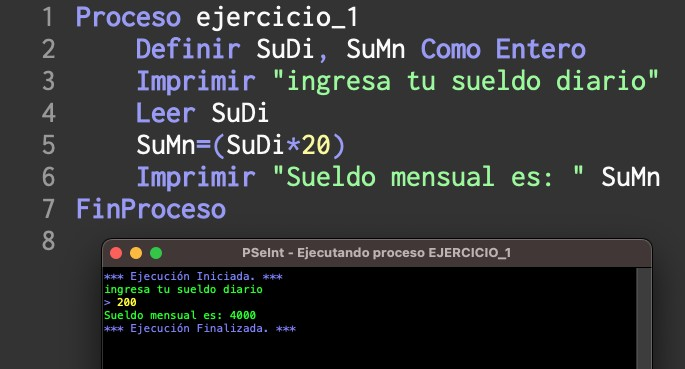 1 Proceso ejercicio_1
2 Definir SuDi, SuMn Como Entero
3 Imprimir "ingresa tu sueldo diario"
4 Leer SuDi
5 SuMn=(SuDi*20)
6 Imprimir "Sueldo mensual es: " SuMn
7 FinProceso
8
PSeInt - Ejecutando proceso EJERCICIO_1
*** Ejecución Iniciada. ***
ingresa tu sueldo diario
> 200
Sueldo mensual es: 4000
*** Ejecución Finalizada. ***